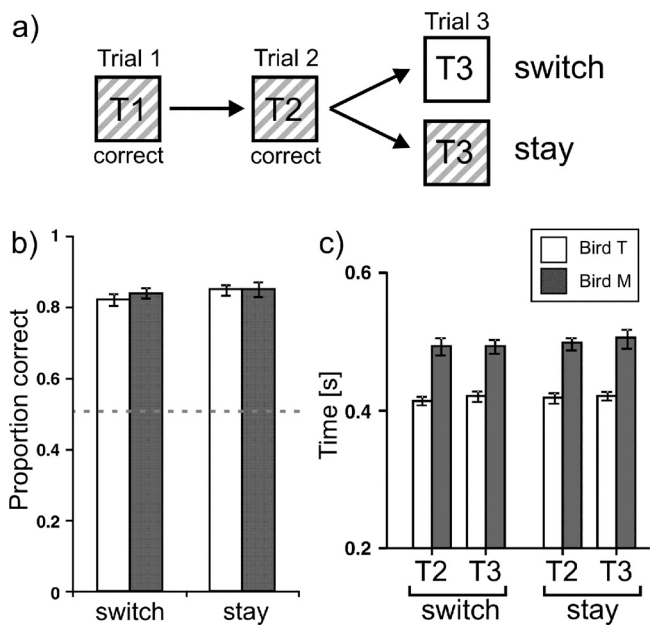 a)
Trial 1
Trial 2
Trial 3
T1
T2
T3
switch
correct
correct
T3
stay
b)
Proportion correct
1
0.8
0.6
0.4
0.2
0
switch
stay
c)
Bird T
Bird M
Time [s]
0.6
0.4
0.2
T2
T3
T2
T3
switch
stay